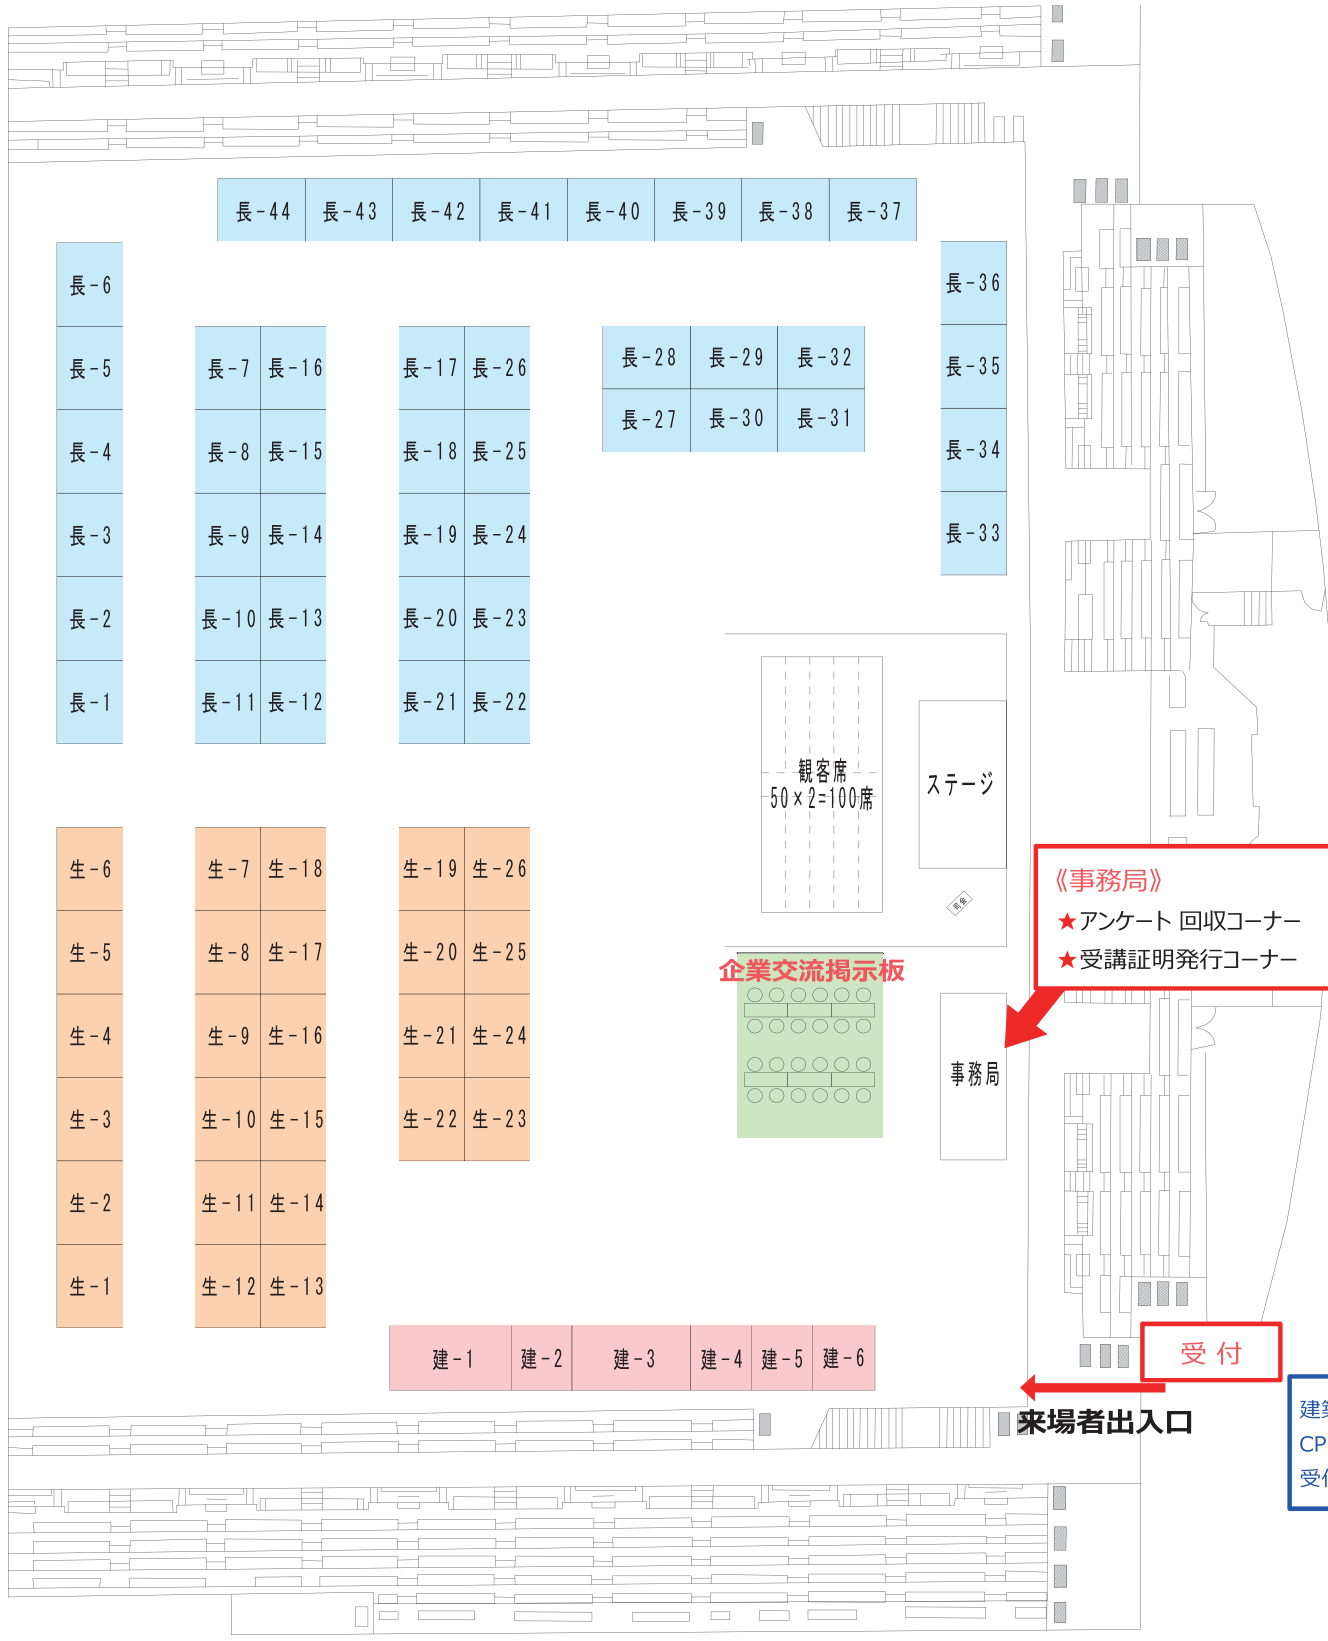 長-44 長-43 長-42 長-41 長-40 長-39 長-38 長-37
長-6
長-5
長-4
長-3
長-2
長-1
長-7 長-16
長-8 長-15
長-9 長-14
長-10 長-13
長-11 長-12
長-17 長-26
長-18 長-25
長-19 長-24
長-20 長-23
長-21 長-22
長-28 長-29 長-32
長-27 長-30 長-31
長-36
長-35
長-34
長-33
観客席
50×2=100席
ステージ
司会
生-6
生-5
生-4
生-3
生-2
生-1
生-7 生-18
生-8 生-17
生-9 生-16
生-10 生-15
生-11 生-14
生-12 生-13
生-19 生-26
生-20 生-25
生-21 生-24
生-22 生-23
企業交流掲示板
事務局
《事務局》
★アンケート 回収コーナー
★受講証明発行コーナー
建-1 建-2 建-3 建-4 建-5 建-6
受 付
来場者出入口
建
CP
受